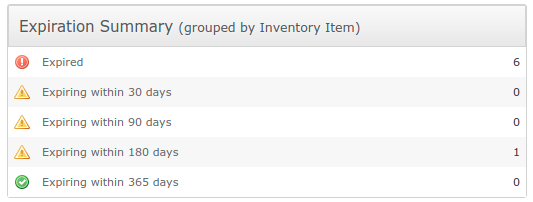 Expiration Summary (grouped by Inventory Item)
Expired 6
Expiring within 30 days 0
Expiring within 90 days 0
Expiring within 180 days 1
Expiring within 365 days 0